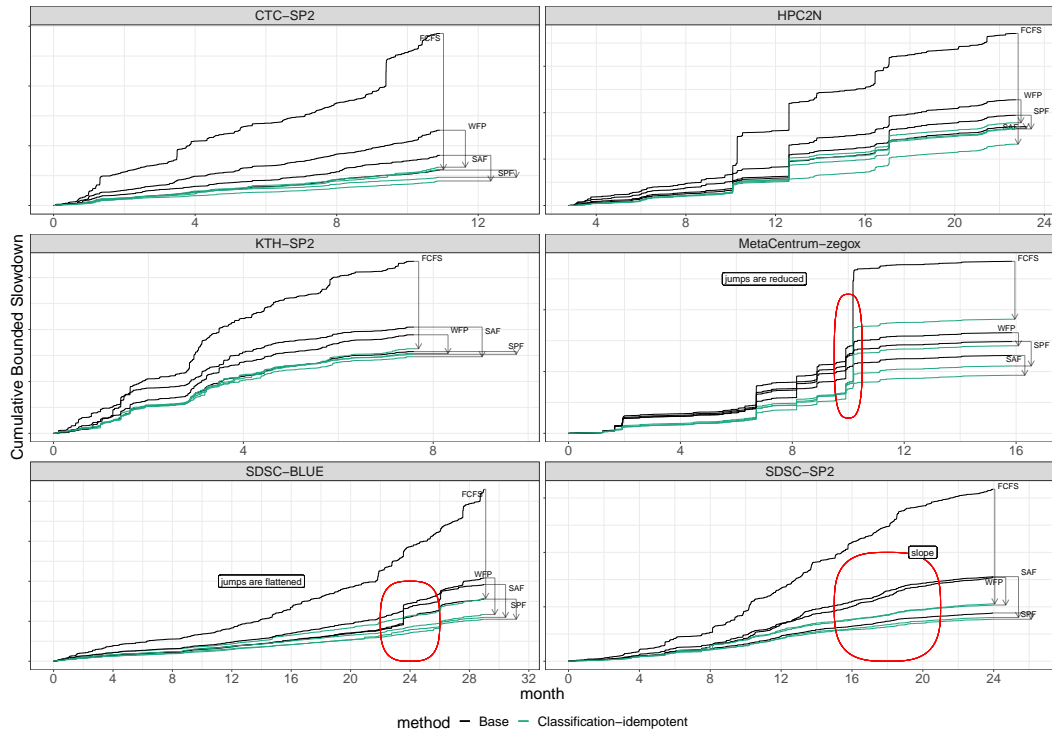 CTC−SP2
HPC2N
FCFS
WFP
SAF
SPF
0 4 8 12
FCFS
WFP
SPF
SAF
4 8 12 16 20 24
KTH−SP2
MetaCentrum−zegox
FCFS
WFP
SAF
SPF
0 4 8
jumps are reduced
FCFS
WFP
SPF
SAF
0 4 8 12 16
SDSC−BLUE
SDSC−SP2
jumps are flattened
FCFS
WFP
SAF
SPF
0 4 8 12 16 20 24 28 32
slope
FCFS
SAF
WFP
SPF
0 4 8 12 16 20 24
Cumulative Bounded Slowdown
month
method Base Classification−idempotent